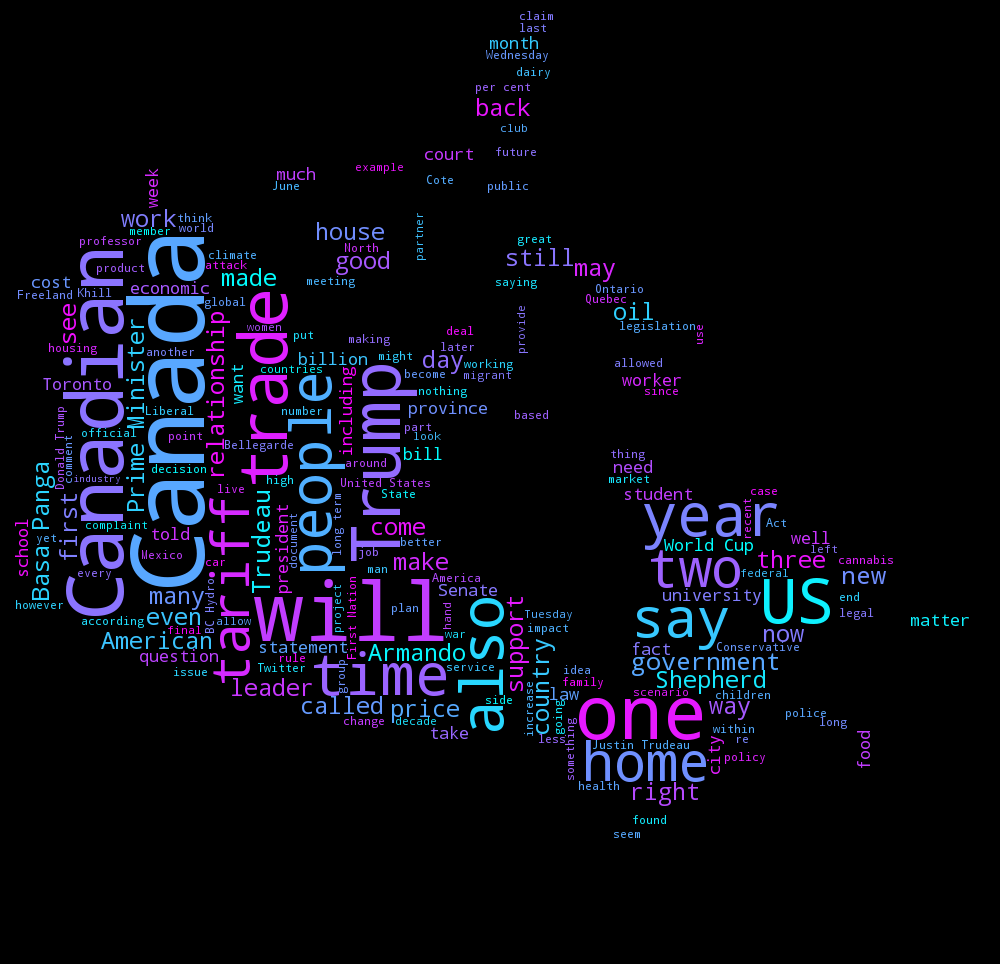 claim
last
month
Wednesday
dairy
per cent
back
club
court
future
example
much
June
Cote
public
week
work
think
member
world
house
partner
professor
North
great
still
good
climate
attack
product
cost
made
meeting
saying
may
Freeland
Khill
economic
global
Ontario
Quebec
oil
legislation
use
Canadian
Canada
see
trade
women
put
making
deal
later
provide
housing
another
relationship
Prime Minister
billion
might
day
working
allowed
Toronto
want
countries
people
including
Trump
become
migrant
nothing
worker
since
Liberal
number
province
based
Donald Trump
official
comment
point
Bellegarde
part
look
bill
decision
around
thing
need
market
Basa Panga
industry
high
United States
State
live
student
case
first
complaint
told
Trudeau
president
document
long term
come
better
year
recent
Act
school
yet
Mexico
car
job
make
World Cup
well
left
every
man
America
two
three
cannabis
federal
new
however
many
BC Hydro
tariff
will
project
First Nation
plan
Senate
hand
also
support
university
US
end
legal
according
even
allow
final
Tuesday
impact
say
now
matter
American
statement
war
country
fact
Conservative
question
rule
Armando
government
issue
Twitter
group
time
service
idea
family
Shepherd
leader
side
increase
law
scenario
children
called
price
going
one
way
police
change
decade
within
long
take
less
something
Justin Trudeau
re
city
food
home
policy
health
right
found
seem